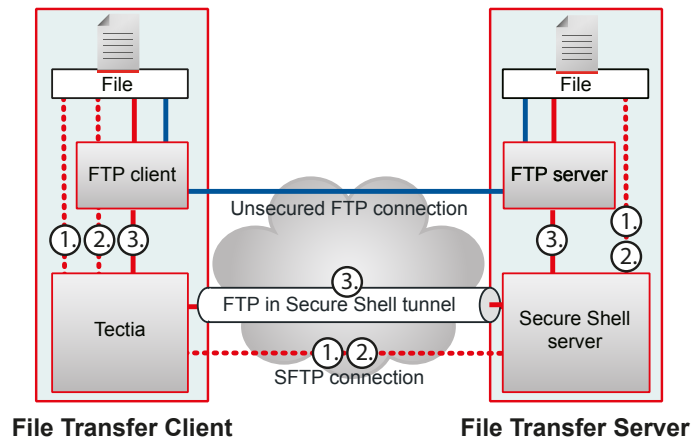 File
File
FTP client
FTP server
Unsecured FTP connection
1.
2.
3.
3.
1.
2.
3.
FTP in Secure Shell tunnel
Tectia
Secure Shell
server
1.
2.
SFTP connection
File Transfer Client
File Transfer Server